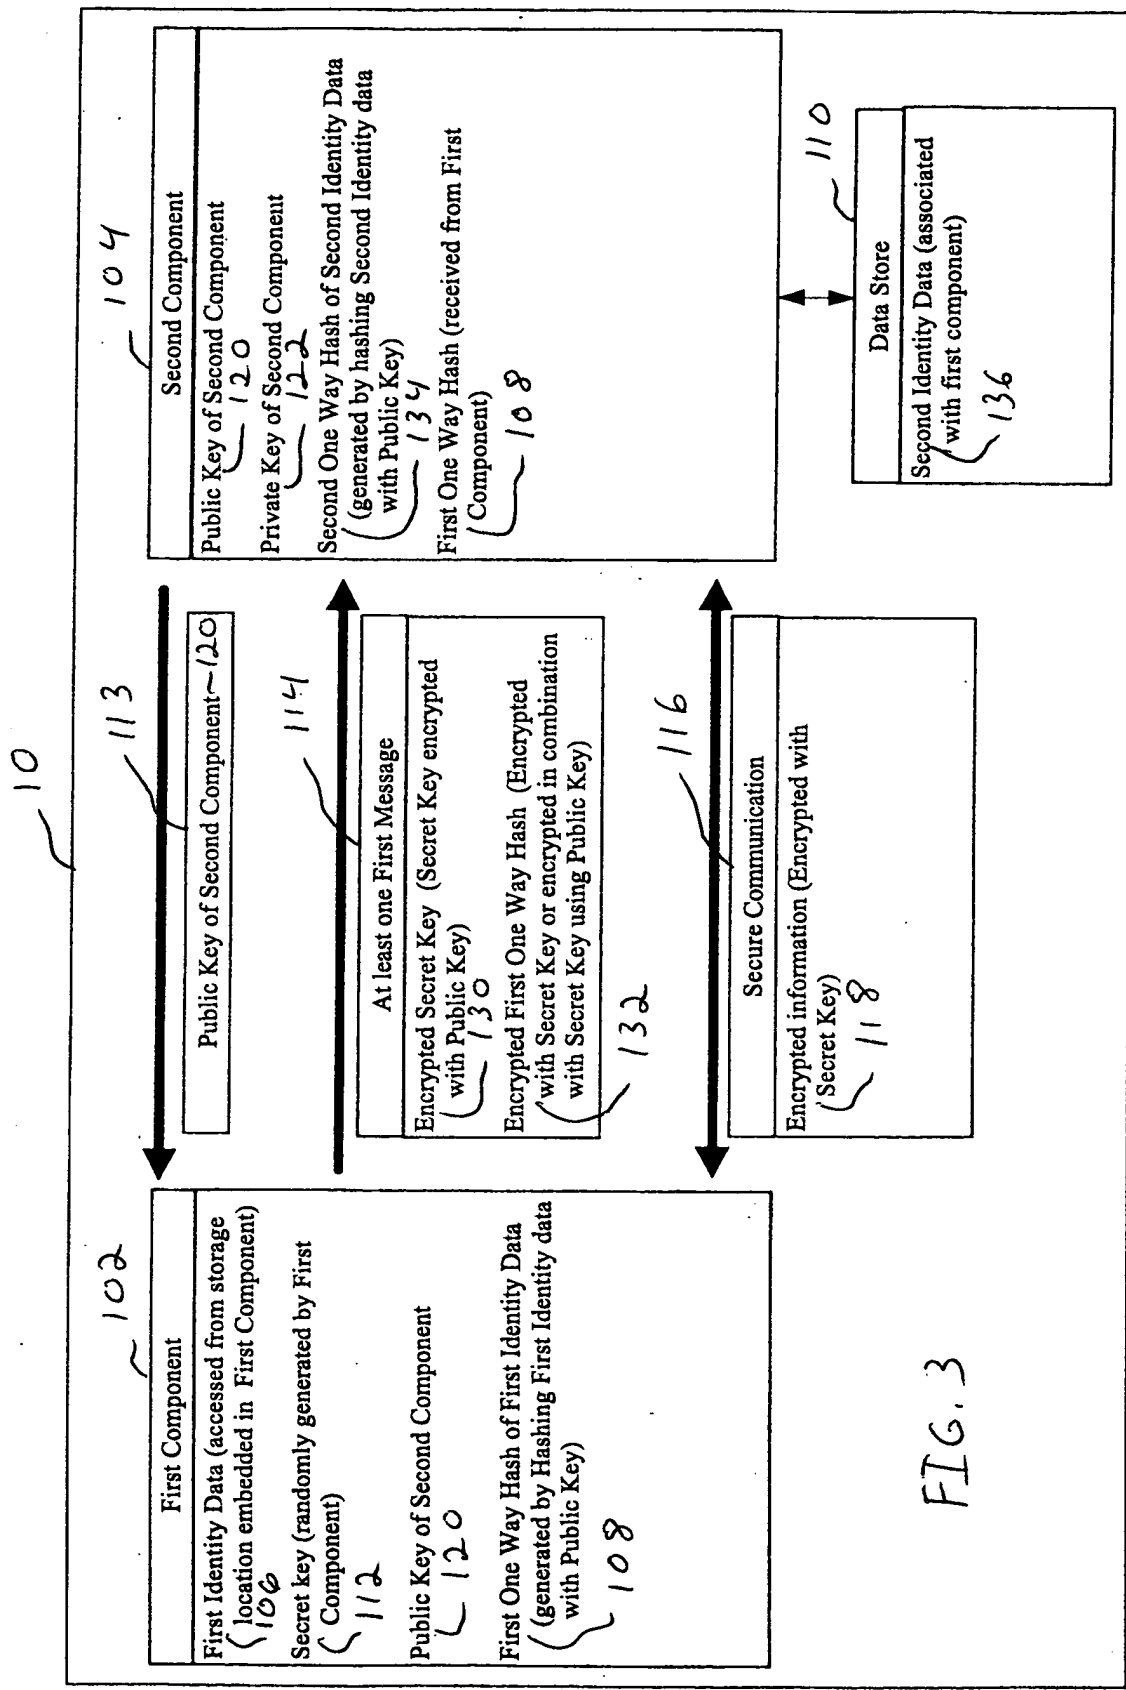 10
102
First Component
First Identity Data (accessed from storage
location embedded in First Component)
106
Secret key (randomly generated by First
Component)
112
Public Key of Second Component
120
First One Way Hash of First Identity Data
(generated by Hashing First Identity data
with Public Key)
108
113
Public Key of Second Component 120
114
At least one First Message
Encrypted Secret Key (Secret Key encrypted
with Public Key)
130
Encrypted First One Way Hash (Encrypted
with Secret Key or encrypted in combination
with Secret Key using Public Key)
132
116
Secure Communication
Encrypted information (Encrypted with
Secret Key)
118
104
Second Component
Public Key of Second Component
120
Private Key of Second Component
122
Second One Way Hash of Second Identity Data
(generated by hashing Second Identity data
with Public Key)
134
First One Way Hash (received from First
Component)
108
110
Data Store
Second Identity Data (associated
with first component)
136
FIG. 3